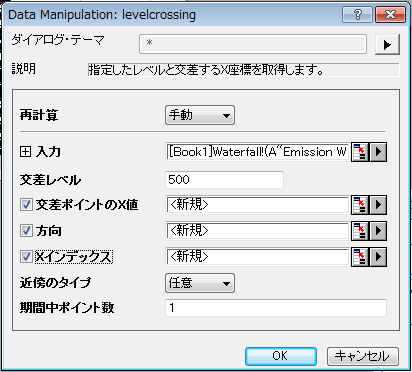 Data Manipulation: levelcrossing
ダイアログ・テーマ *
説明 指定したレベルと交差するX座標を取得します。
再計算 手動
入力 [Book1]Waterfall!(A"Emission W
交差レベル 500
交差ポイントのX値 <新規>
方向 <新規>
Xインデックス <新規>
近傍のタイプ 任意
期間中ポイント数 1
OK キャンセル